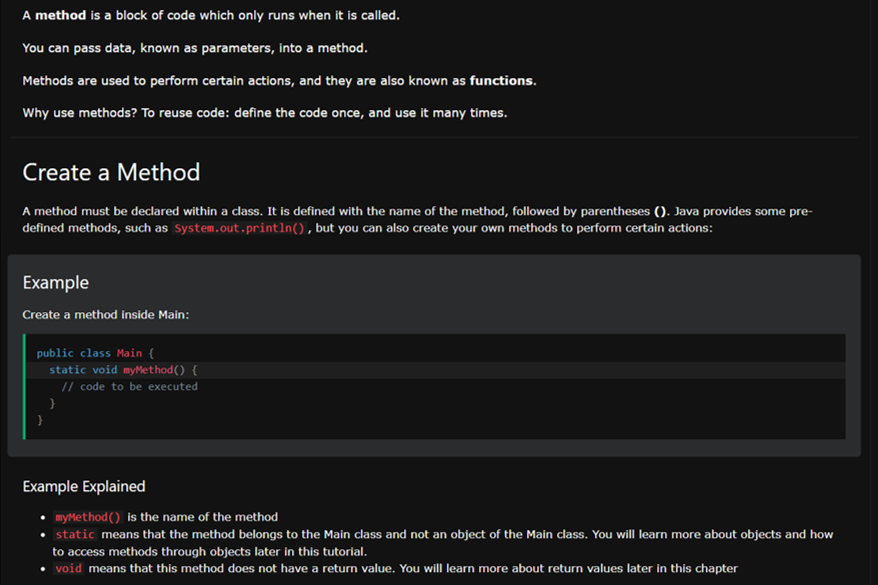 A method is a block of code which only runs when it is called.
You can pass data, known as parameters, into a method.
Methods are used to perform certain actions, and they are also known as functions.
Why use methods? To reuse code: define the code once, and use it many times.
Create a Method
A method must be declared within a class. It is defined with the name of the method, followed by parentheses (). Java provides some pre-
defined methods, such as System.out.println(), but you can also create your own methods to perform certain actions:
Example
Create a method inside Main:
public class Main {
  static void myMethod() {
    // code to be executed
  }
}
Example Explained
• myMethod() is the name of the method
• static means that the method belongs to the Main class and not an object of the Main class. You will learn more about objects and how
to access methods through objects later in this tutorial.
• void means that this method does not have a return value. You will learn more about return values later in this chapter